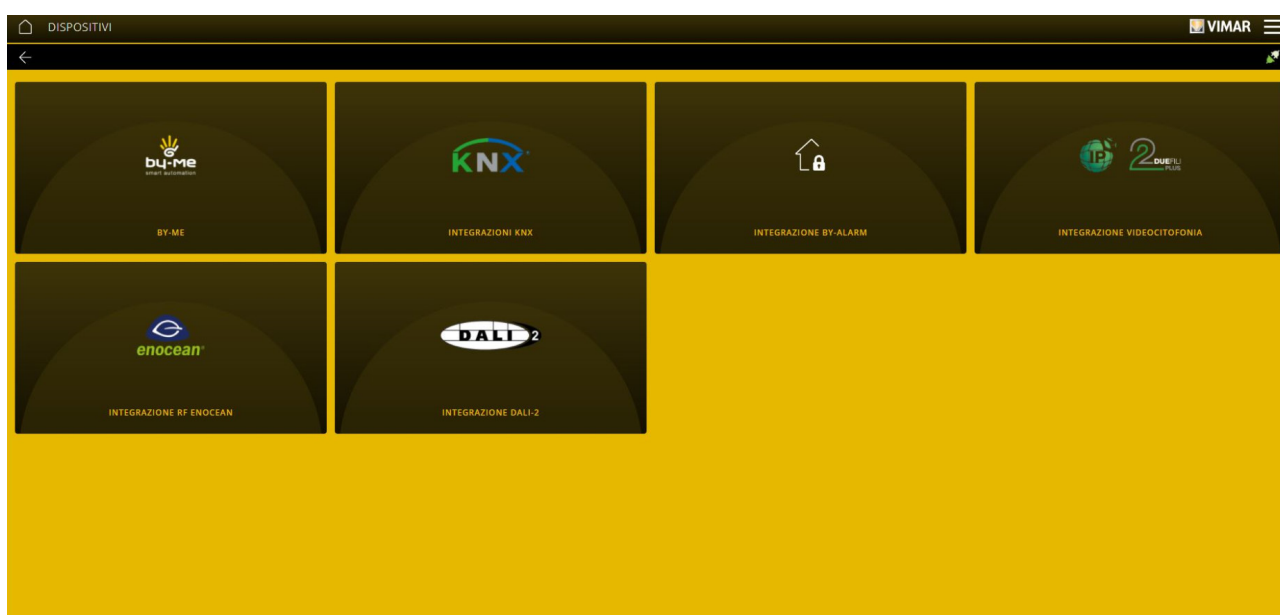 DISPOSITIVI
VIMAR
by-me
smart automation
BY-ME
KNX
INTEGRAZIONI KNX
INTEGRAZIONE BY-ALARM
IP
2 DUEFILI
PLUS
INTEGRAZIONE VIDEOCITOFONIA
enocean®
INTEGRAZIONE RF ENOCEAN
DALI 2
INTEGRAZIONE DALI-2